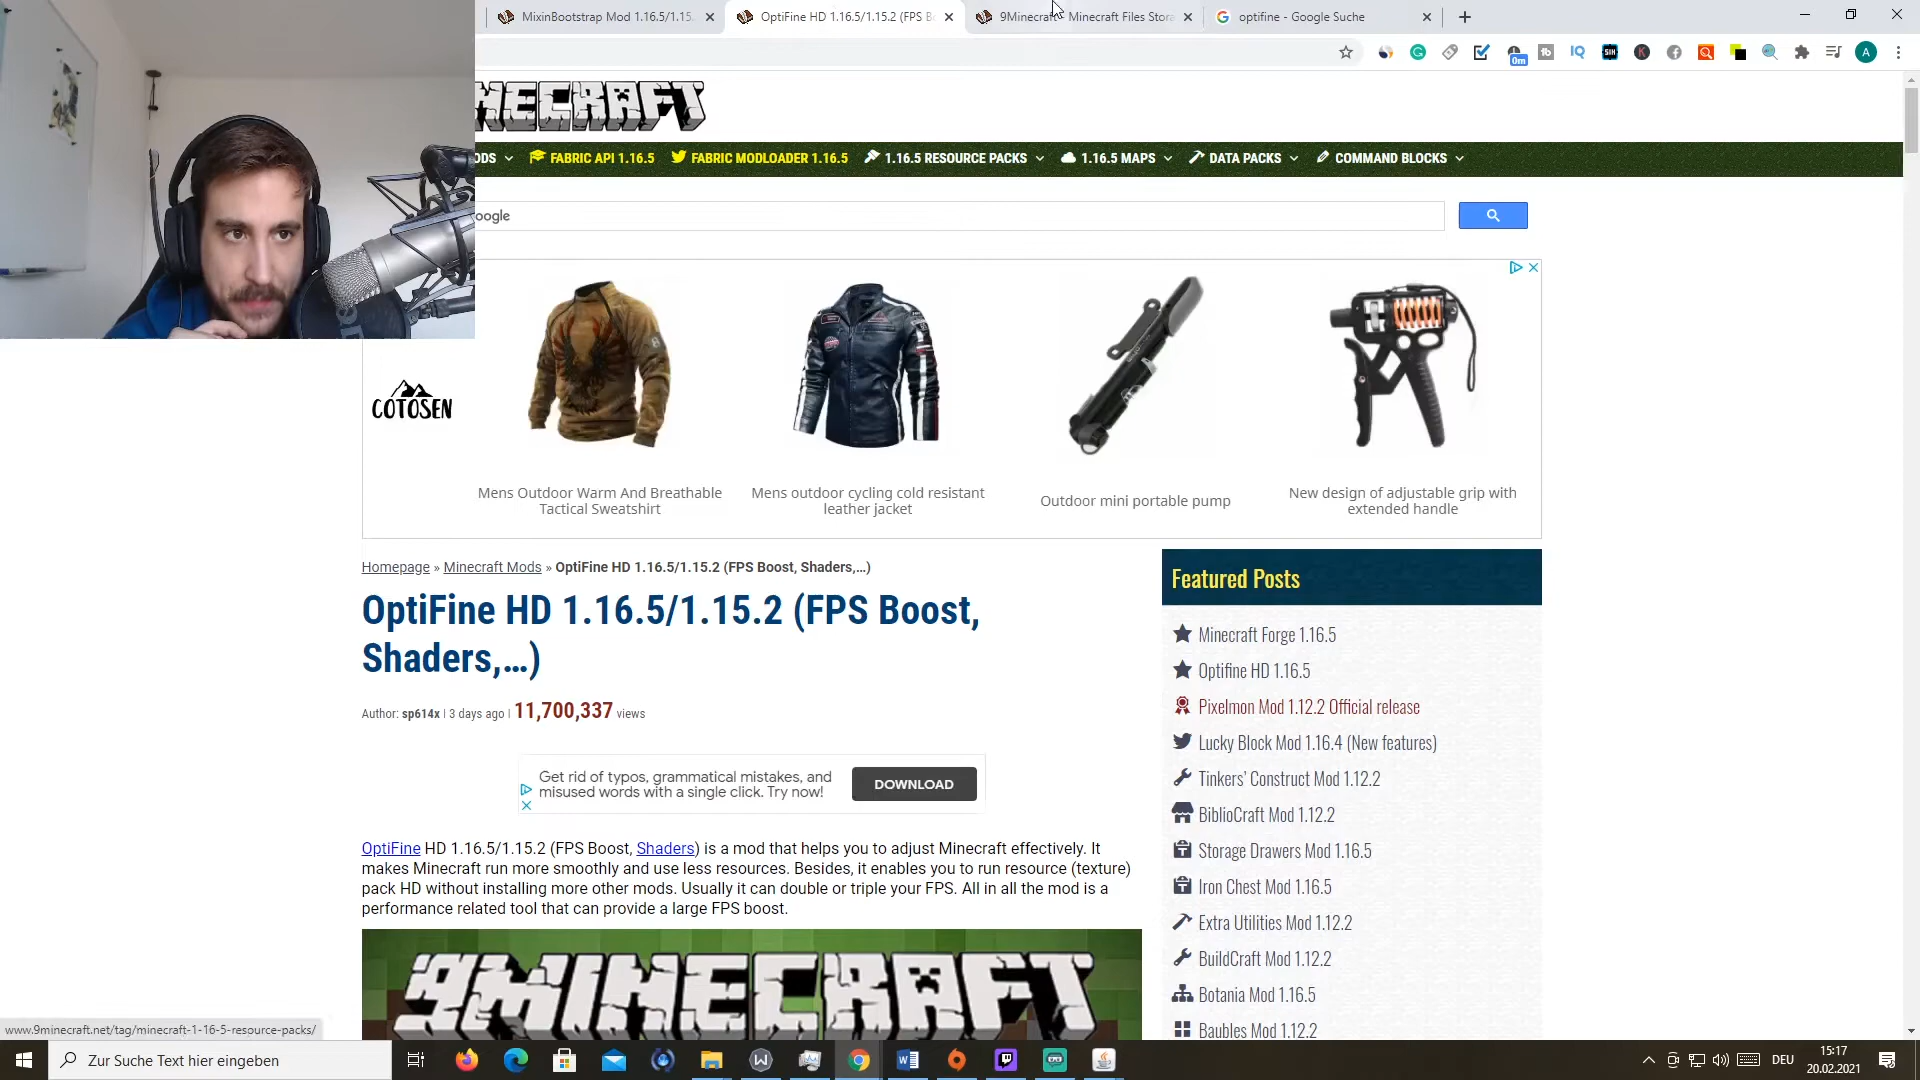 MixinBootstrap Mod 1.16.5/1.15.
OptiFine HD 1.16.5/1.15.2 (FPS B
9Minecraft - Minecraft Files Stora
optifine - Google Suche
0m
A
NECRAFT
ODS
FABRIC API 1.16.5
FABRIC MODLOADER 1.16.5
1.16.5 RESOURCE PACKS
1.16.5 MAPS
DATA PACKS
COMMAND BLOCKS
oogle
COTOSEN
Mens Outdoor Warm And Breathable
Tactical Sweatshirt
Mens outdoor cycling cold resistant
leather jacket
Outdoor mini portable pump
New design of adjustable grip with
extended handle
Homepage » Minecraft Mods » OptiFine HD 1.16.5/1.15.2 (FPS Boost, Shaders,…)
OptiFine HD 1.16.5/1.15.2 (FPS Boost,
Shaders,…)
Author: sp614x | 3 days ago | 11,700,337 views
Get rid of typos, grammatical mistakes, and
misused words with a single click. Try now!
DOWNLOAD
OptiFine HD 1.16.5/1.15.2 (FPS Boost, Shaders) is a mod that helps you to adjust Minecraft effectively. It
makes Minecraft run more smoothly and use less resources. Besides, it enables you to run resource (texture)
pack HD without installing more other mods. Usually it can double or triple your FPS. All in all the mod is a
performance related tool that can provide a large FPS boost.
9MINECRAFT
Featured Posts
Minecraft Forge 1.16.5
Optifine HD 1.16.5
Pixelmon Mod 1.12.2 Official release
Lucky Block Mod 1.16.4 (New features)
Tinkers' Construct Mod 1.12.2
BiblioCraft Mod 1.12.2
Storage Drawers Mod 1.16.5
Iron Chest Mod 1.16.5
Extra Utilities Mod 1.12.2
BuildCraft Mod 1.12.2
Botania Mod 1.16.5
Baubles Mod 1.12.2
www.9minecraft.net/tag/minecraft-1-16-5-resource-packs/
Zur Suche Text hier eingeben
DEU
15:17
20.02.2021